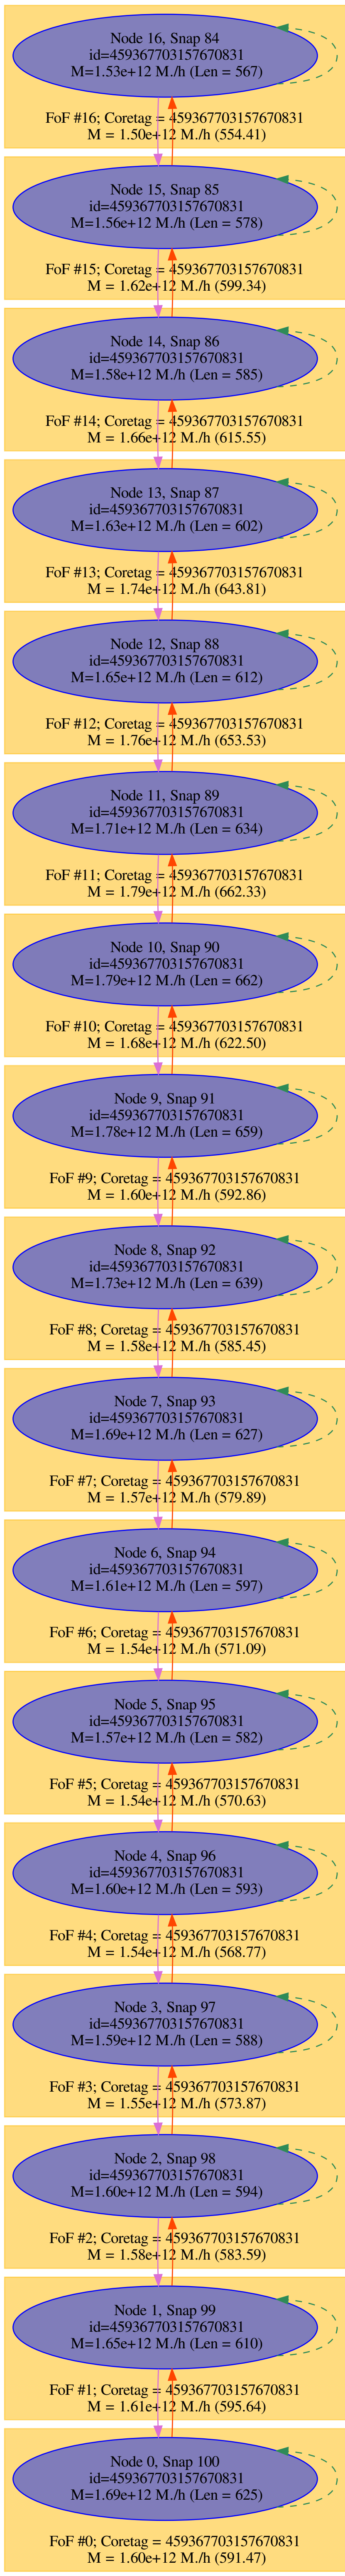 Node 16, Snap 84
id=459367703157670831
M=1.53e+12 M./h (Len = 567)
FoF #16; Coretag = 459367703157670831
M = 1.50e+12 M./h (554.41)
Node 15, Snap 85
id=459367703157670831
M=1.56e+12 M./h (Len = 578)
FoF #15; Coretag = 459367703157670831
M = 1.62e+12 M./h (599.34)
Node 14, Snap 86
id=459367703157670831
M=1.58e+12 M./h (Len = 585)
FoF #14; Coretag = 459367703157670831
M = 1.66e+12 M./h (615.55)
Node 13, Snap 87
id=459367703157670831
M=1.63e+12 M./h (Len = 602)
FoF #13; Coretag = 459367703157670831
M = 1.74e+12 M./h (643.81)
Node 12, Snap 88
id=459367703157670831
M=1.65e+12 M./h (Len = 612)
FoF #12; Coretag = 459367703157670831
M = 1.76e+12 M./h (653.53)
Node 11, Snap 89
id=459367703157670831
M=1.71e+12 M./h (Len = 634)
FoF #11; Coretag = 459367703157670831
M = 1.79e+12 M./h (662.33)
Node 10, Snap 90
id=459367703157670831
M=1.79e+12 M./h (Len = 662)
FoF #10; Coretag = 459367703157670831
M = 1.68e+12 M./h (622.50)
Node 9, Snap 91
id=459367703157670831
M=1.78e+12 M./h (Len = 659)
FoF #9; Coretag = 459367703157670831
M = 1.60e+12 M./h (592.86)
Node 8, Snap 92
id=459367703157670831
M=1.73e+12 M./h (Len = 639)
FoF #8; Coretag = 459367703157670831
M = 1.58e+12 M./h (585.45)
Node 7, Snap 93
id=459367703157670831
M=1.69e+12 M./h (Len = 627)
FoF #7; Coretag = 459367703157670831
M = 1.57e+12 M./h (579.89)
Node 6, Snap 94
id=459367703157670831
M=1.61e+12 M./h (Len = 597)
FoF #6; Coretag = 459367703157670831
M = 1.54e+12 M./h (571.09)
Node 5, Snap 95
id=459367703157670831
M=1.57e+12 M./h (Len = 582)
FoF #5; Coretag = 459367703157670831
M = 1.54e+12 M./h (570.63)
Node 4, Snap 96
id=459367703157670831
M=1.60e+12 M./h (Len = 593)
FoF #4; Coretag = 459367703157670831
M = 1.54e+12 M./h (568.77)
Node 3, Snap 97
id=459367703157670831
M=1.59e+12 M./h (Len = 588)
FoF #3; Coretag = 459367703157670831
M = 1.55e+12 M./h (573.87)
Node 2, Snap 98
id=459367703157670831
M=1.60e+12 M./h (Len = 594)
FoF #2; Coretag = 459367703157670831
M = 1.58e+12 M./h (583.59)
Node 1, Snap 99
id=459367703157670831
M=1.65e+12 M./h (Len = 610)
FoF #1; Coretag = 459367703157670831
M = 1.61e+12 M./h (595.64)
Node 0, Snap 100
id=459367703157670831
M=1.69e+12 M./h (Len = 625)
FoF #0; Coretag = 459367703157670831
M = 1.60e+12 M./h (591.47)